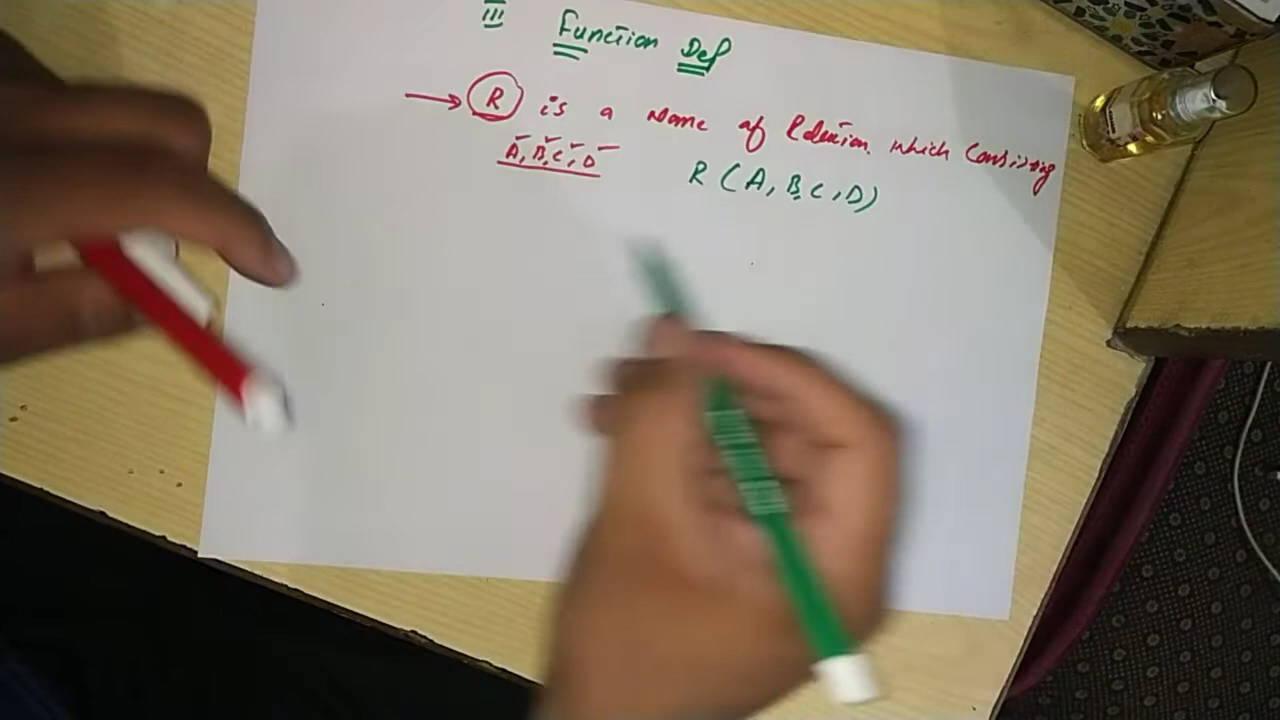 III Function Def
R is a Name of Relation which Consisting
A, B, C, D
R (A, B, C, D)